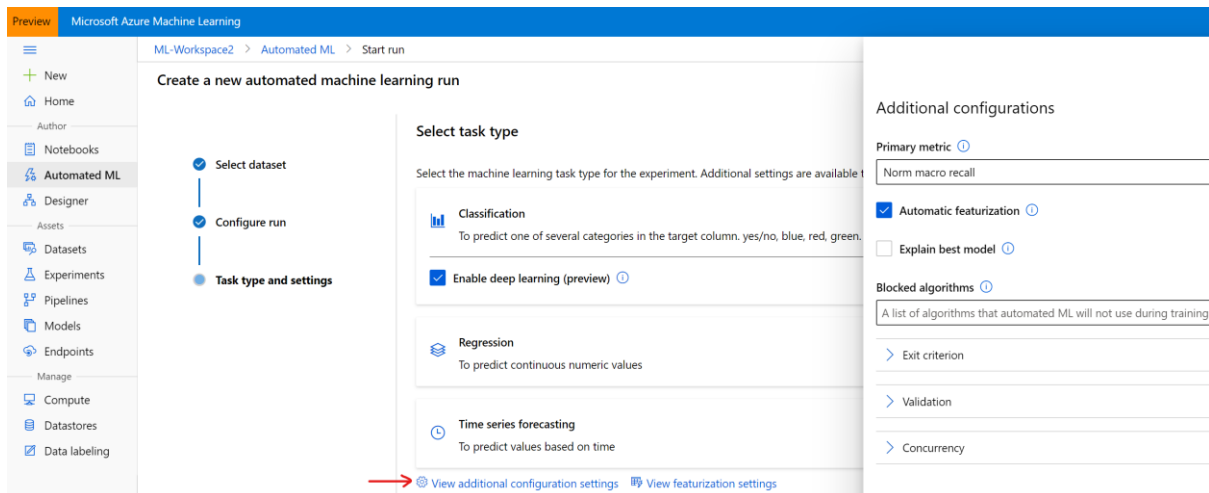 Preview Microsoft Azure Machine Learning
ML-Workspace2 > Automated ML > Start run
New
Home
Author
Notebooks
Automated ML
Designer
Assets
Datasets
Experiments
Pipelines
Models
Endpoints
Manage
Compute
Datastores
Data labeling
Create a new automated machine learning run
Select dataset
Configure run
Task type and settings
Select task type
Select the machine learning task type for the experiment. Additional settings are available
Classification
To predict one of several categories in the target column. yes/no, blue, red, green.
Enable deep learning (preview)
Regression
To predict continuous numeric values
Time series forecasting
To predict values based on time
View additional configuration settings View featurization settings
Additional configurations
Primary metric
Norm macro recall
Automatic featurization
Explain best model
Blocked algorithms
A list of algorithms that automated ML will not use during training
Exit criterion
Validation
Concurrency